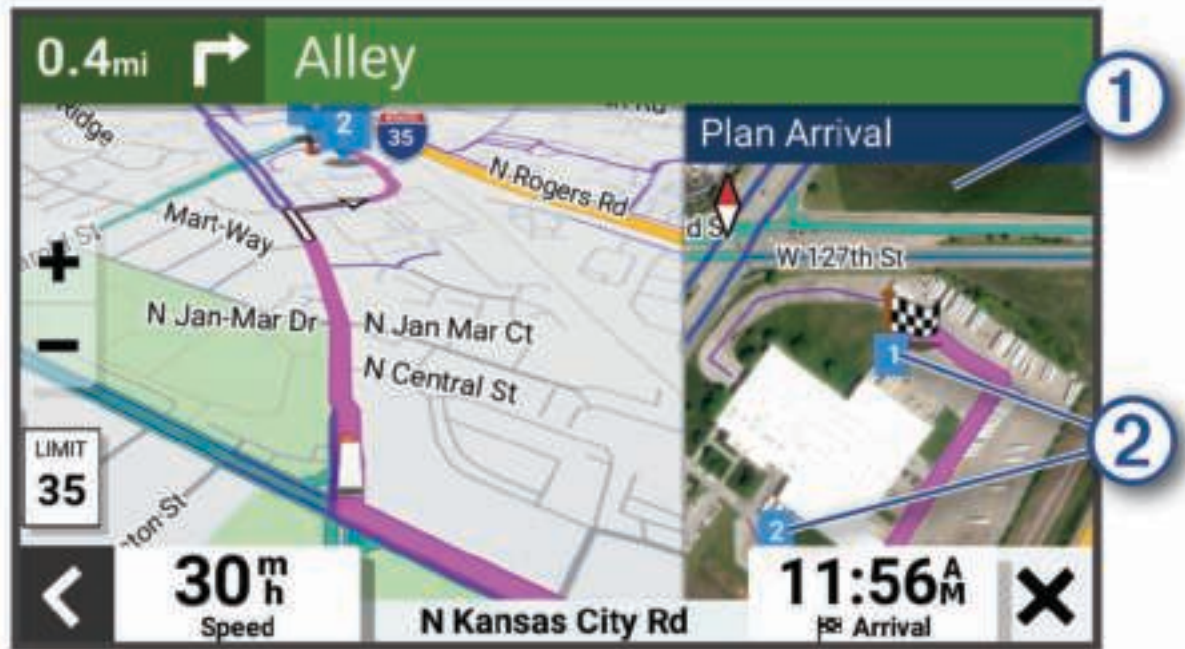 0.4mi
Alley
1
Ridge
2
35
Plan Arrival
N Rogers Rd
Mart-Way
W 127th St
N Jan-Mar Dr
N Jan Mar Ct
1
N Central St
2
LIMIT
35
2
30 mh
11:56 AM
Speed
N Kansas City Rd
Arrival